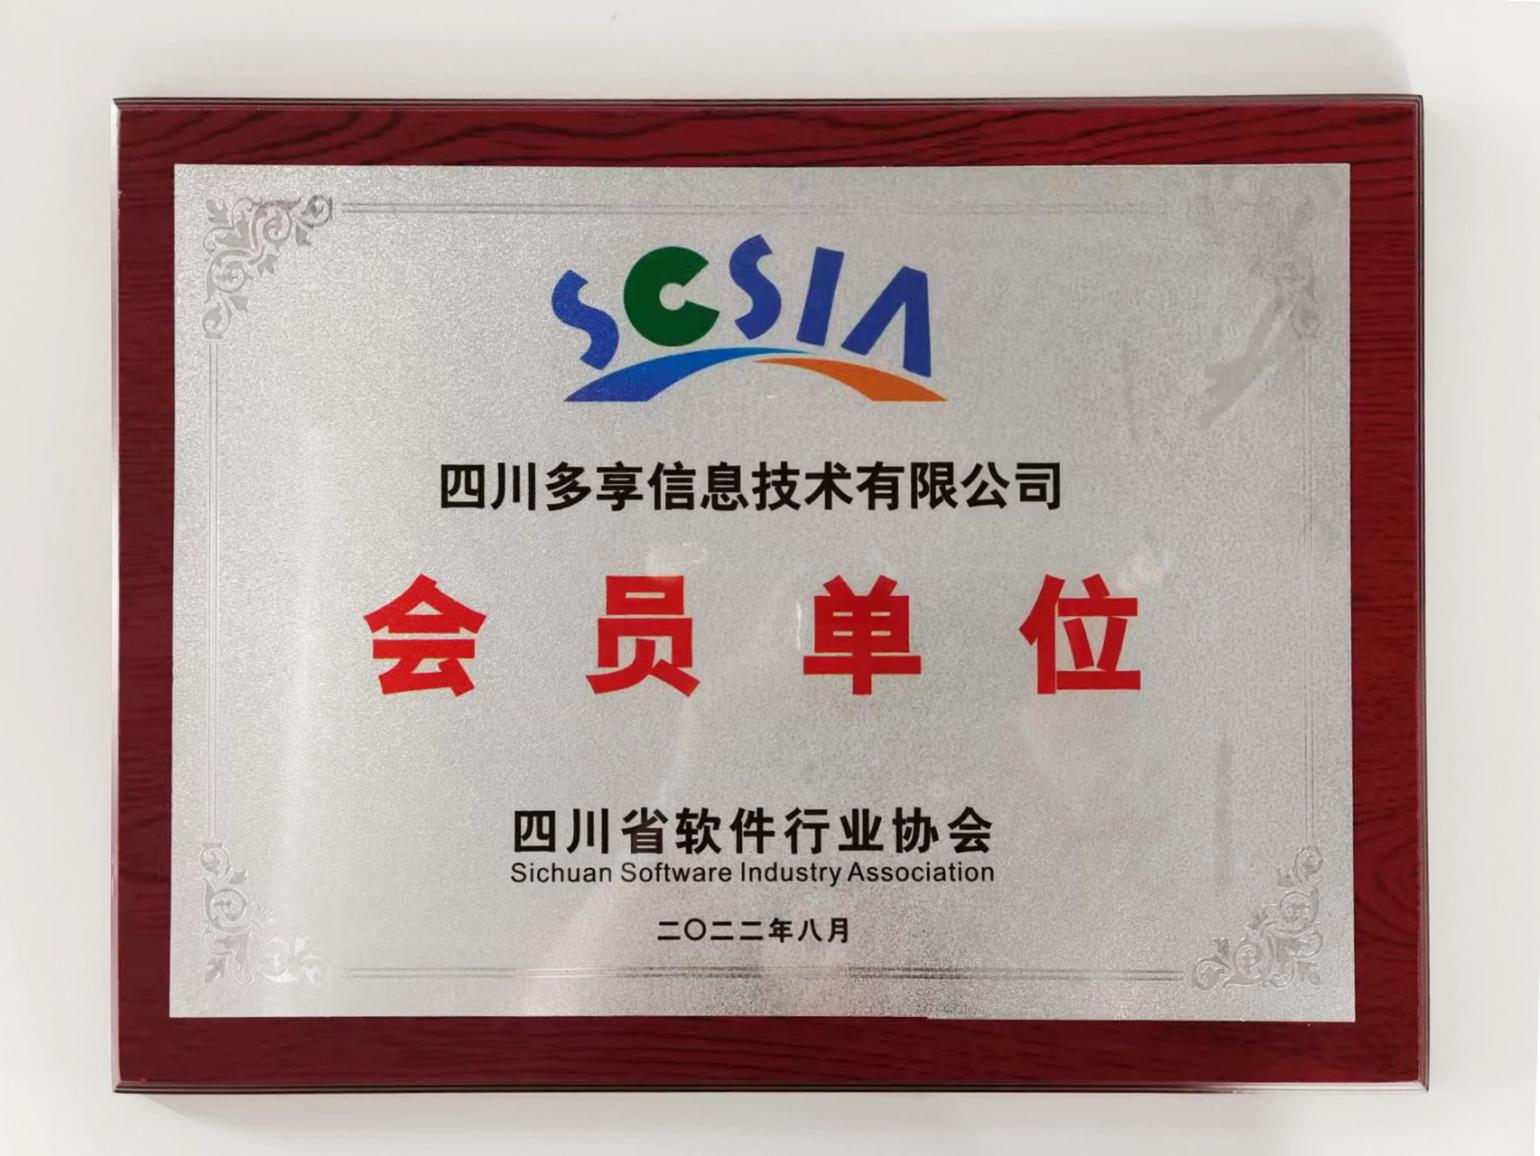 SCSIA
四川多享信息技术有限公司
会员单位
四川省软件行业协会
Sichuan Software Industry Association
二〇二二年八月